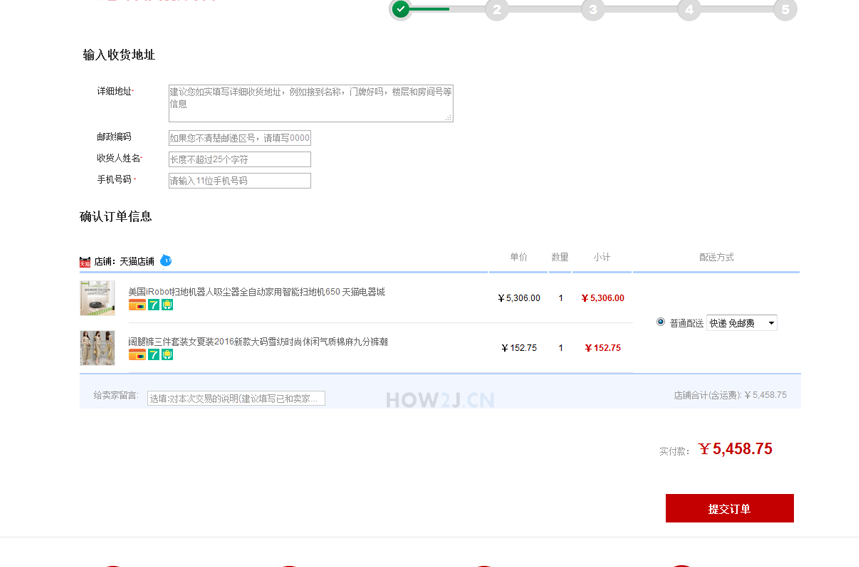 2 3 4 5
输入收货地址
详细地址*
建议您如实填写详细收货地址，例如接到名称，门牌好吗，楼层和房间号等
信息
邮政编码
如果您不清楚邮递区号，请填写0000
收货人姓名*
长度不超过25个字符
手机号码 *
请输入11位手机号码
确认订单信息
店铺：天猫店铺 单价 数量 小计 配送方式
美国iRobot扫地机器人吸尘器全自动家用智能扫地机650 天猫电器城
￥5,306.00 1 ￥5,306.00
7
普通配送 快递 免邮费
阔腿裤三件套装女夏装2016新款大码雪纺时尚休闲气质棉麻九分裤潮
￥152.75 1 ￥152.75
7
给卖家留言: 选填:对本次交易的说明(建议填写已和卖家... HOW2J.CN 店铺合计(含运费): ￥5,458.75
实付款： ￥5,458.75
提交订单